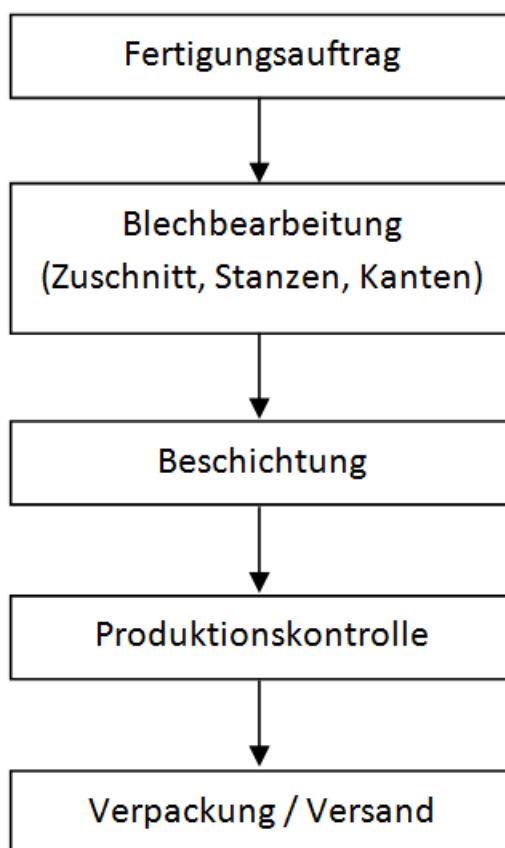 Fertigungsauftrag
Blechbearbeitung
(Zuschnitt, Stanzen, Kanten)
Beschichtung
Produktionskontrolle
Verpackung / Versand